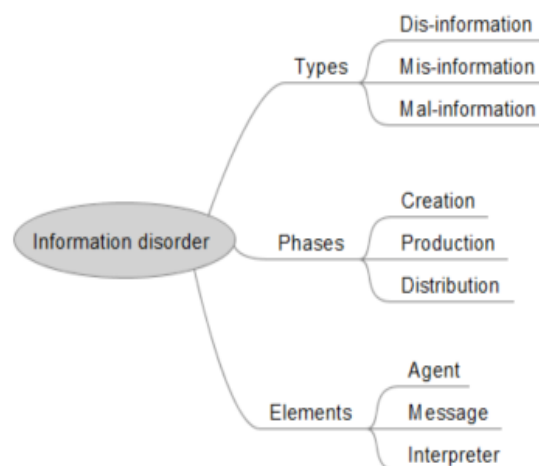 Information disorder
Types
Dis-information
Mis-information
Mal-information
Phases
Creation
Production
Distribution
Elements
Agent
Message
Interpreter